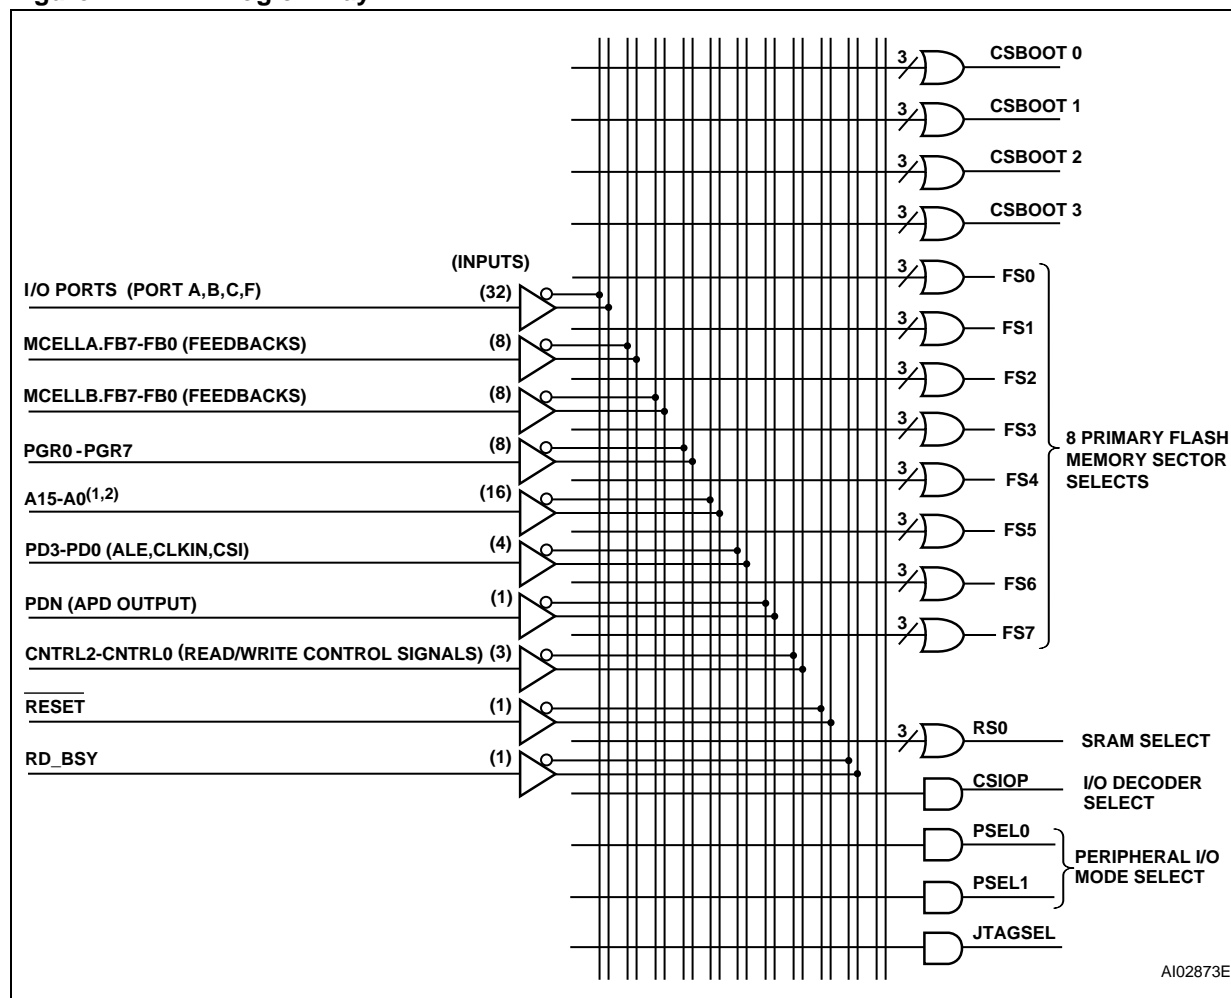 3 CSBOOT 0
3 CSBOOT 1
3 CSBOOT 2
3 CSBOOT 3
(INPUTS)
I/O PORTS (PORT A,B,C,F) (32)
MCELLA.FB7-FB0 (FEEDBACKS) (8)
MCELLB.FB7-FB0 (FEEDBACKS) (8)
PGR0 -PGR7 (8)
A15-A0(1,2) (16)
PD3-PD0 (ALE,CLKIN,CSI) (4)
PDN (APD OUTPUT) (1)
CNTRL2-CNTRL0 (READ/WRITE CONTROL SIGNALS) (3)
RESET (1)
RD_BSY (1)
3 FS0
3 FS1
3 FS2
3 FS3
3 FS4
3 FS5
3 FS6
3 FS7
8 PRIMARY FLASH
MEMORY SECTOR
SELECTS
3 RS0 SRAM SELECT
CSIOP I/O DECODER
SELECT
PSEL0
PSEL1
PERIPHERAL I/O
MODE SELECT
JTAGSEL
AI02873E